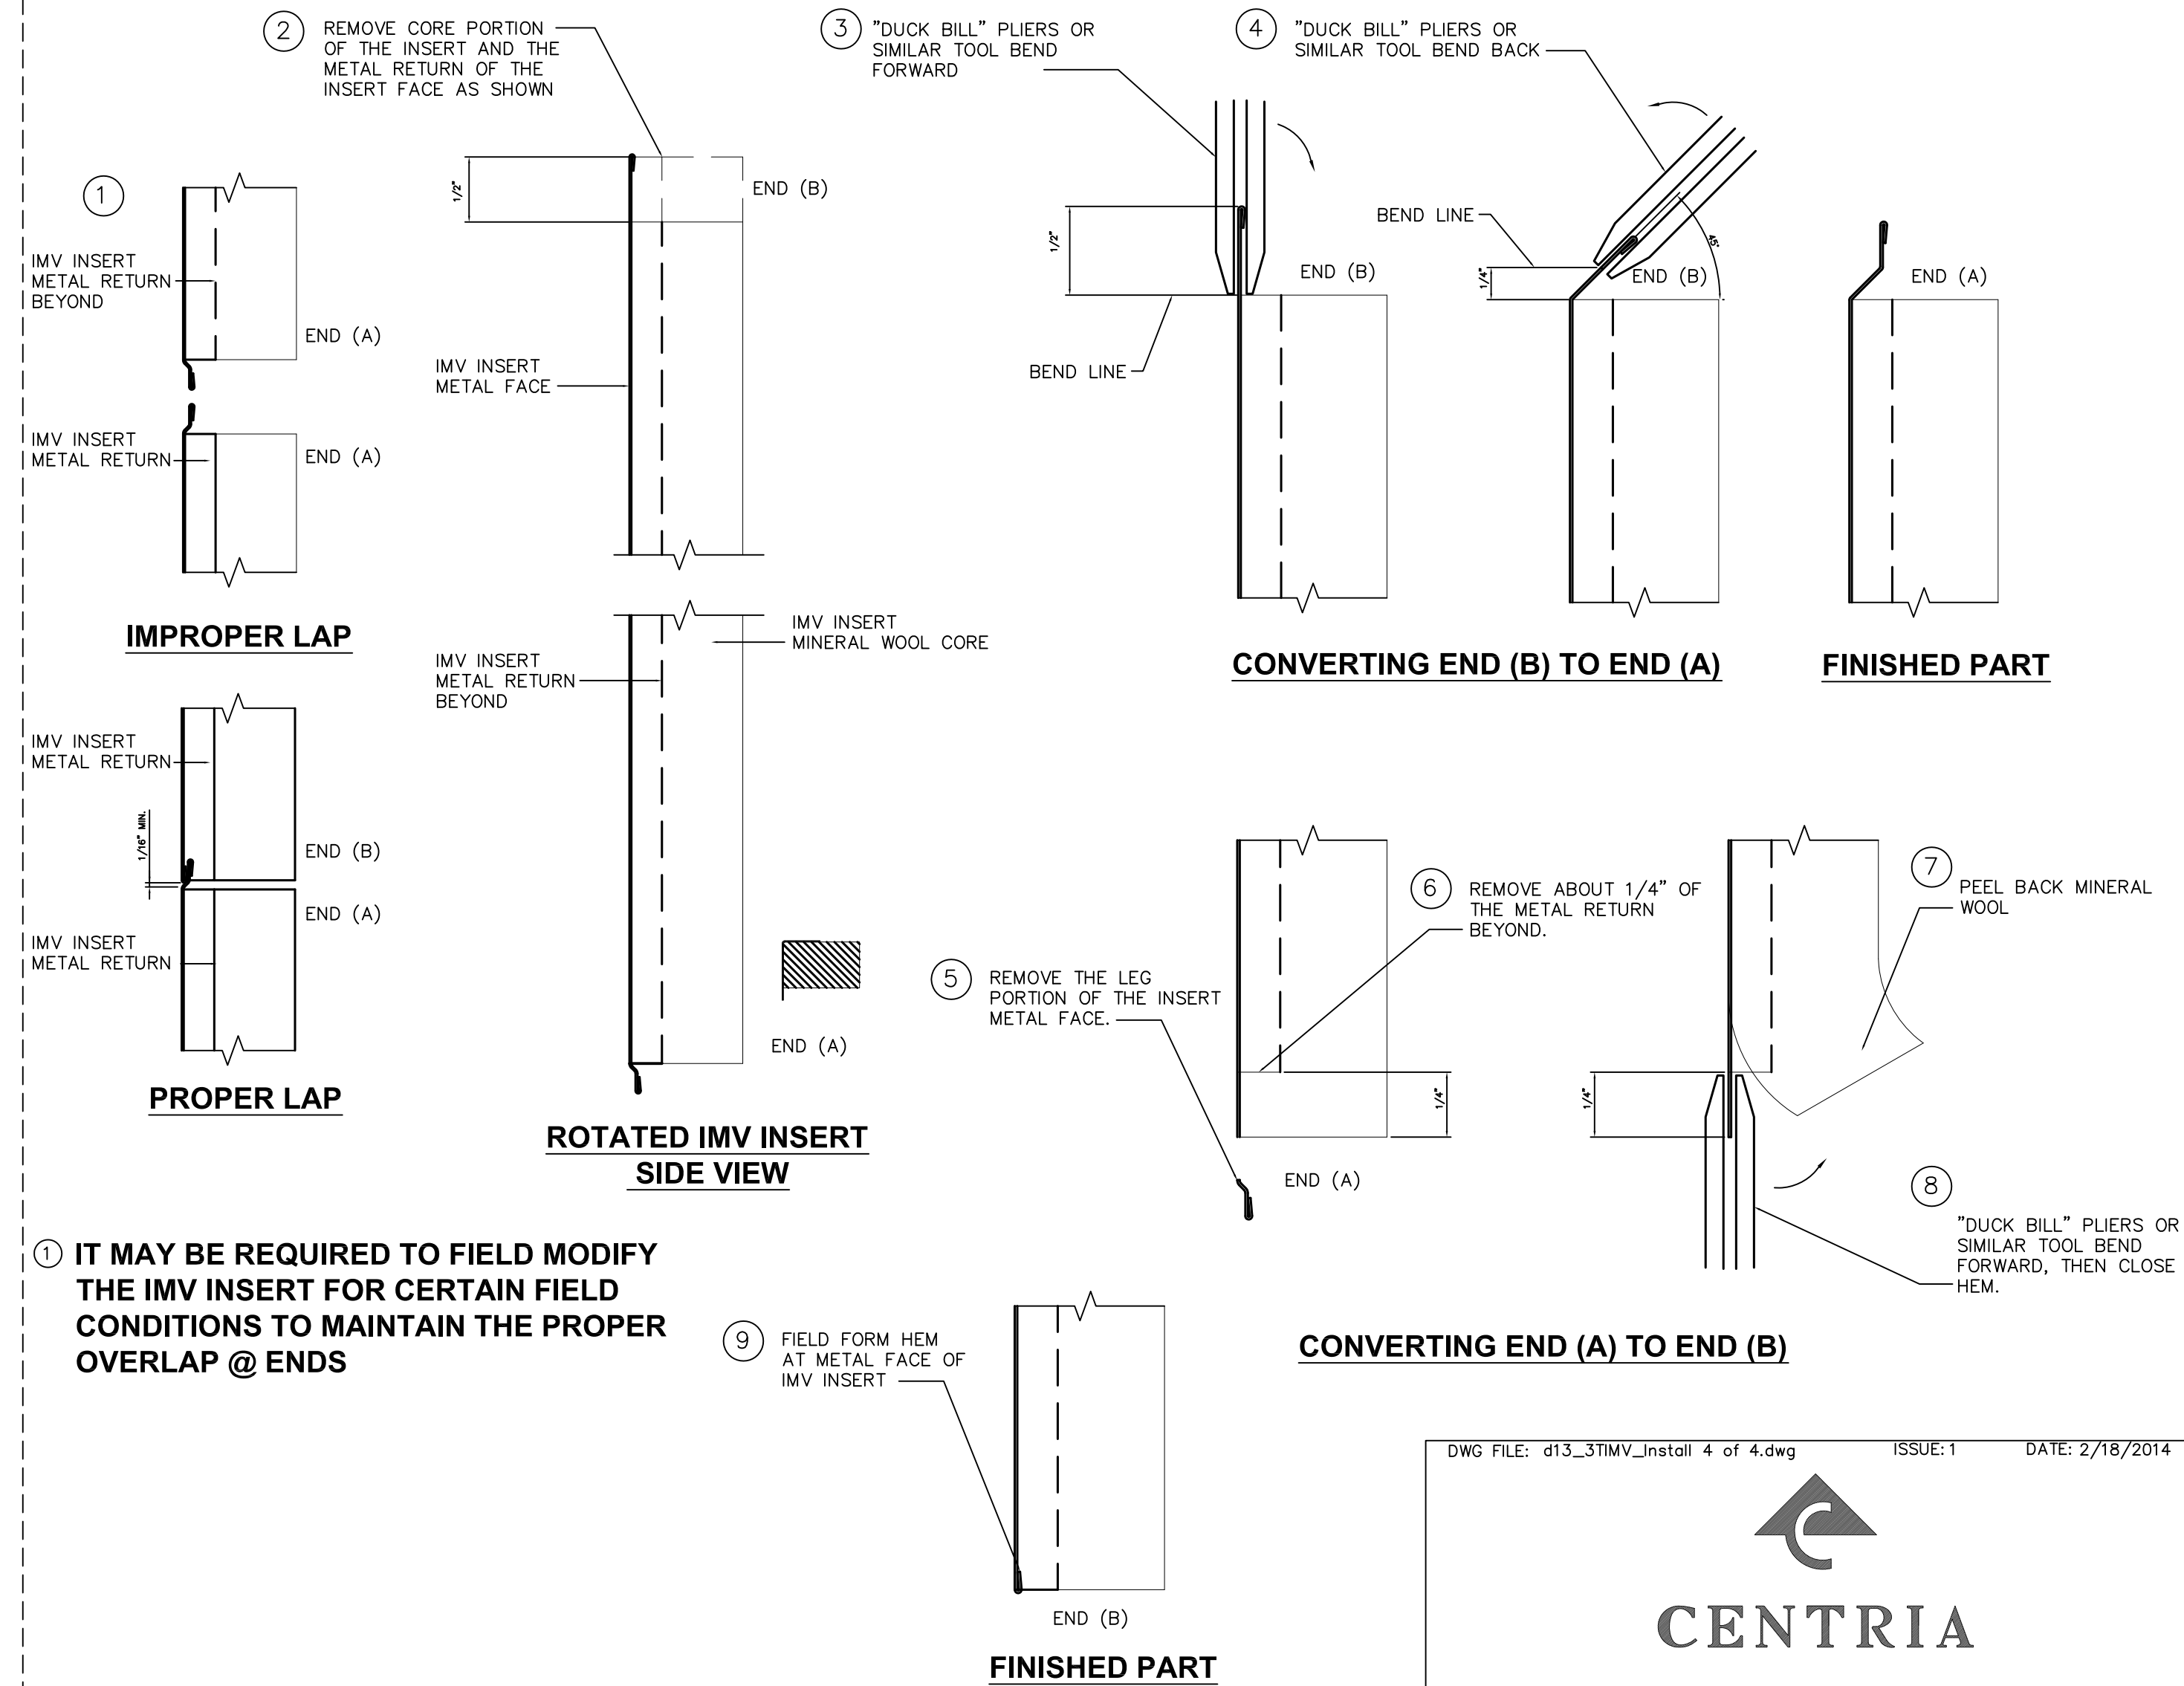 2
REMOVE CORE PORTION
OF THE INSERT AND THE
METAL RETURN OF THE
INSERT FACE AS SHOWN
3
"DUCK BILL" PLIERS OR
SIMILAR TOOL BEND
FORWARD
4
"DUCK BILL" PLIERS OR
SIMILAR TOOL BEND BACK
1
IMV INSERT
METAL RETURN
BEYOND
END (A)
IMV INSERT
METAL RETURN
END (A)
IMPROPER LAP
IMV INSERT
METAL RETURN
1/16" MIN.
END (B)
END (A)
IMV INSERT
METAL RETURN
PROPER LAP
1/2"
END (B)
IMV INSERT
METAL FACE
IMV INSERT
MINERAL WOOL CORE
IMV INSERT
METAL RETURN
BEYOND
END (A)
ROTATED IMV INSERT
SIDE VIEW
1/2"
END (B)
BEND LINE
BEND LINE
1/4"
END (B)
45°
END (A)
CONVERTING END (B) TO END (A)
FINISHED PART
5
REMOVE THE LEG
PORTION OF THE INSERT
METAL FACE.
6
REMOVE ABOUT 1/4" OF
THE METAL RETURN
BEYOND.
1/4"
END (A)
7
PEEL BACK MINERAL
WOOL
1/4"
8
"DUCK BILL" PLIERS OR
SIMILAR TOOL BEND
FORWARD, THEN CLOSE
HEM.
CONVERTING END (A) TO END (B)
1 IT MAY BE REQUIRED TO FIELD MODIFY
THE IMV INSERT FOR CERTAIN FIELD
CONDITIONS TO MAINTAIN THE PROPER
OVERLAP @ ENDS
9
FIELD FORM HEM
AT METAL FACE OF
IMV INSERT
END (B)
FINISHED PART
DWG FILE: d13_3TIMV_Install 4 of 4.dwg ISSUE: 1 DATE: 2/18/2014
CENTRIA